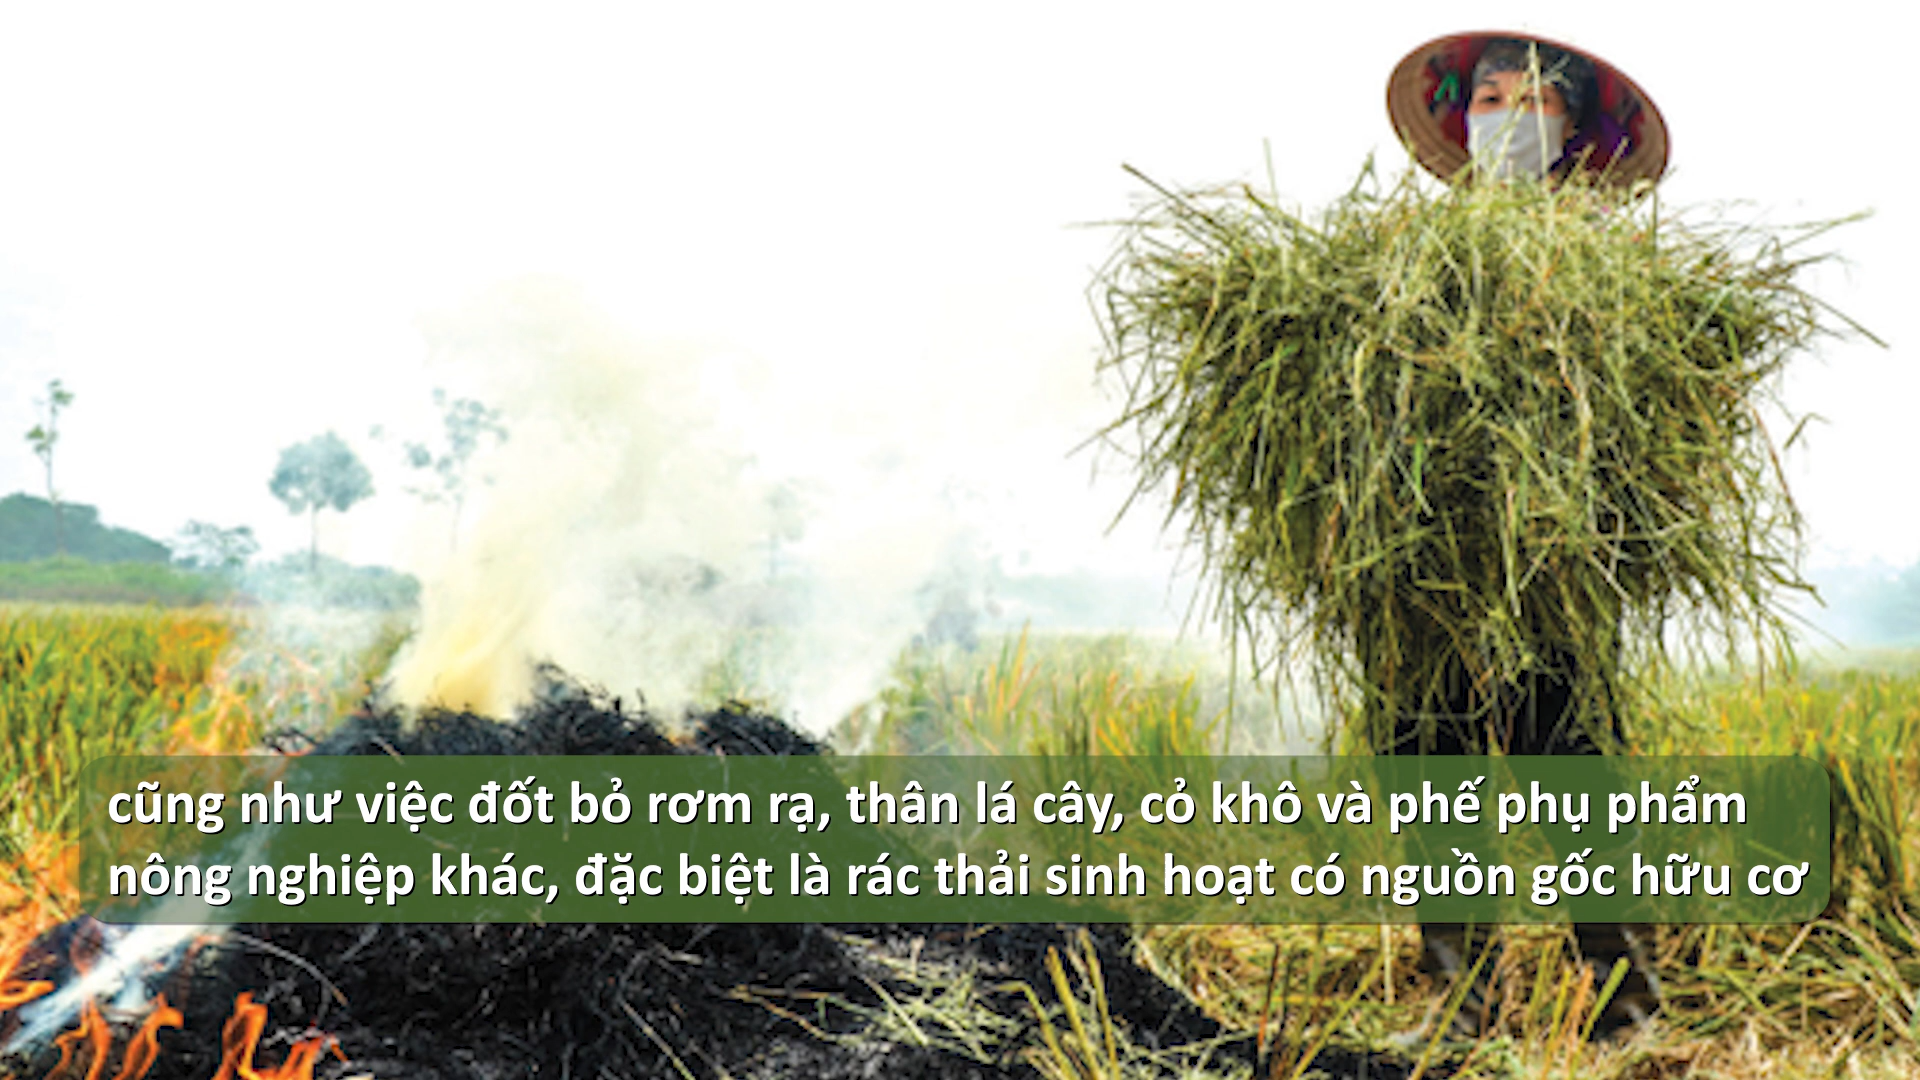 cũng như việc đốt bỏ rơm rạ, thân lá cây, cỏ khô và phế phụ phẩm
nông nghiệp khác, đặc biệt là rác thải sinh hoạt có nguồn gốc hữu cơ